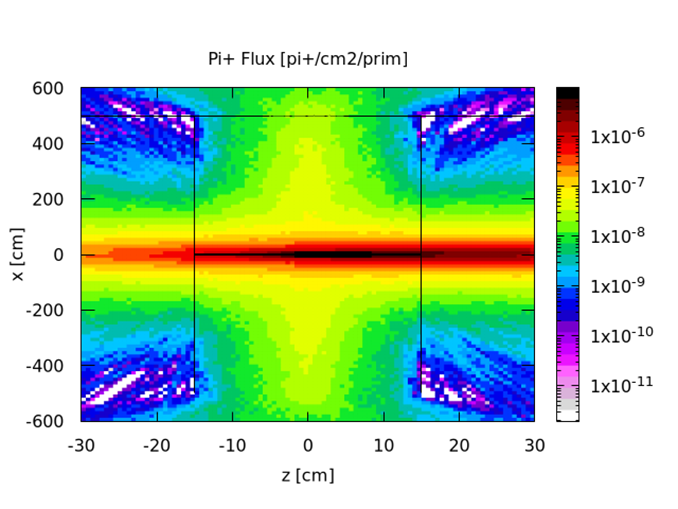 Pi+ Flux [pi+/cm2/prim]
600
400
200
0
-200
-400
-600
x [cm]
-30 -20 -10 0 10 20 30
z [cm]
1x10-6
1x10-7
1x10-8
1x10-9
1x10-10
1x10-11